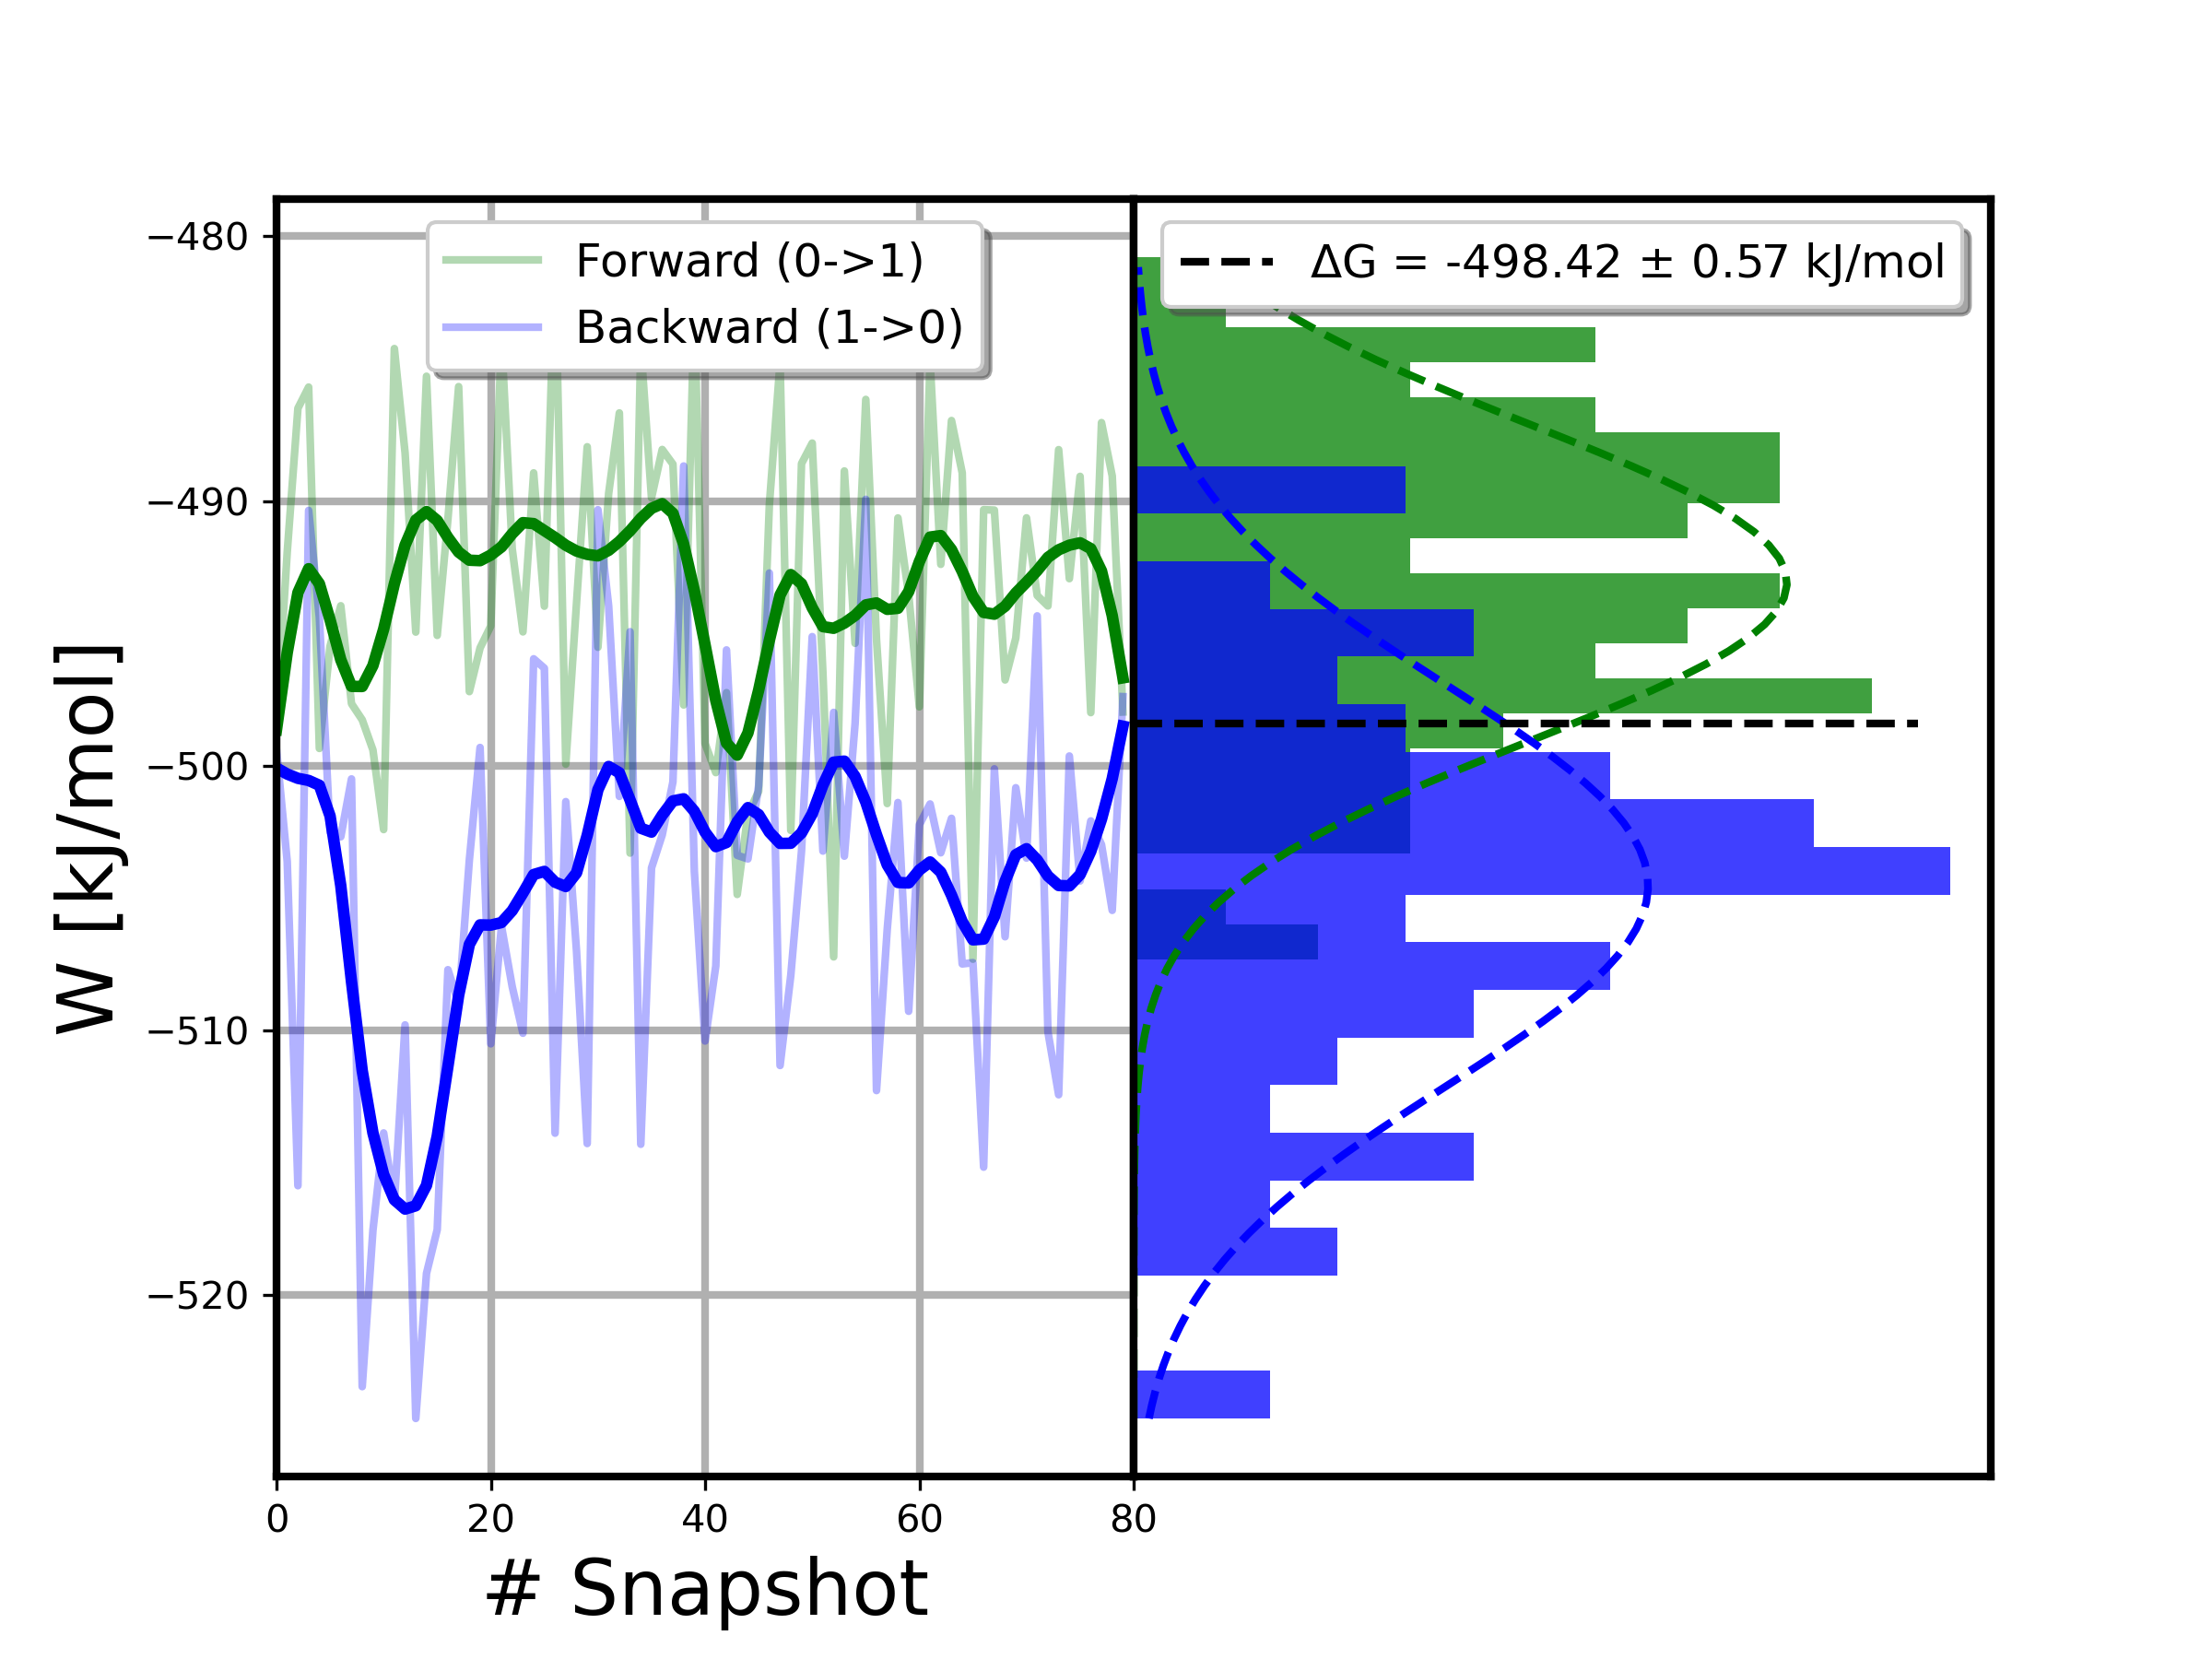 Forward (0->1)
Backward (1->0)
ΔG = -498.42 ± 0.57 kJ/mol
W [kJ/mol]
−480
−490
−500
−510
−520
0
20
40
60
80
# Snapshot